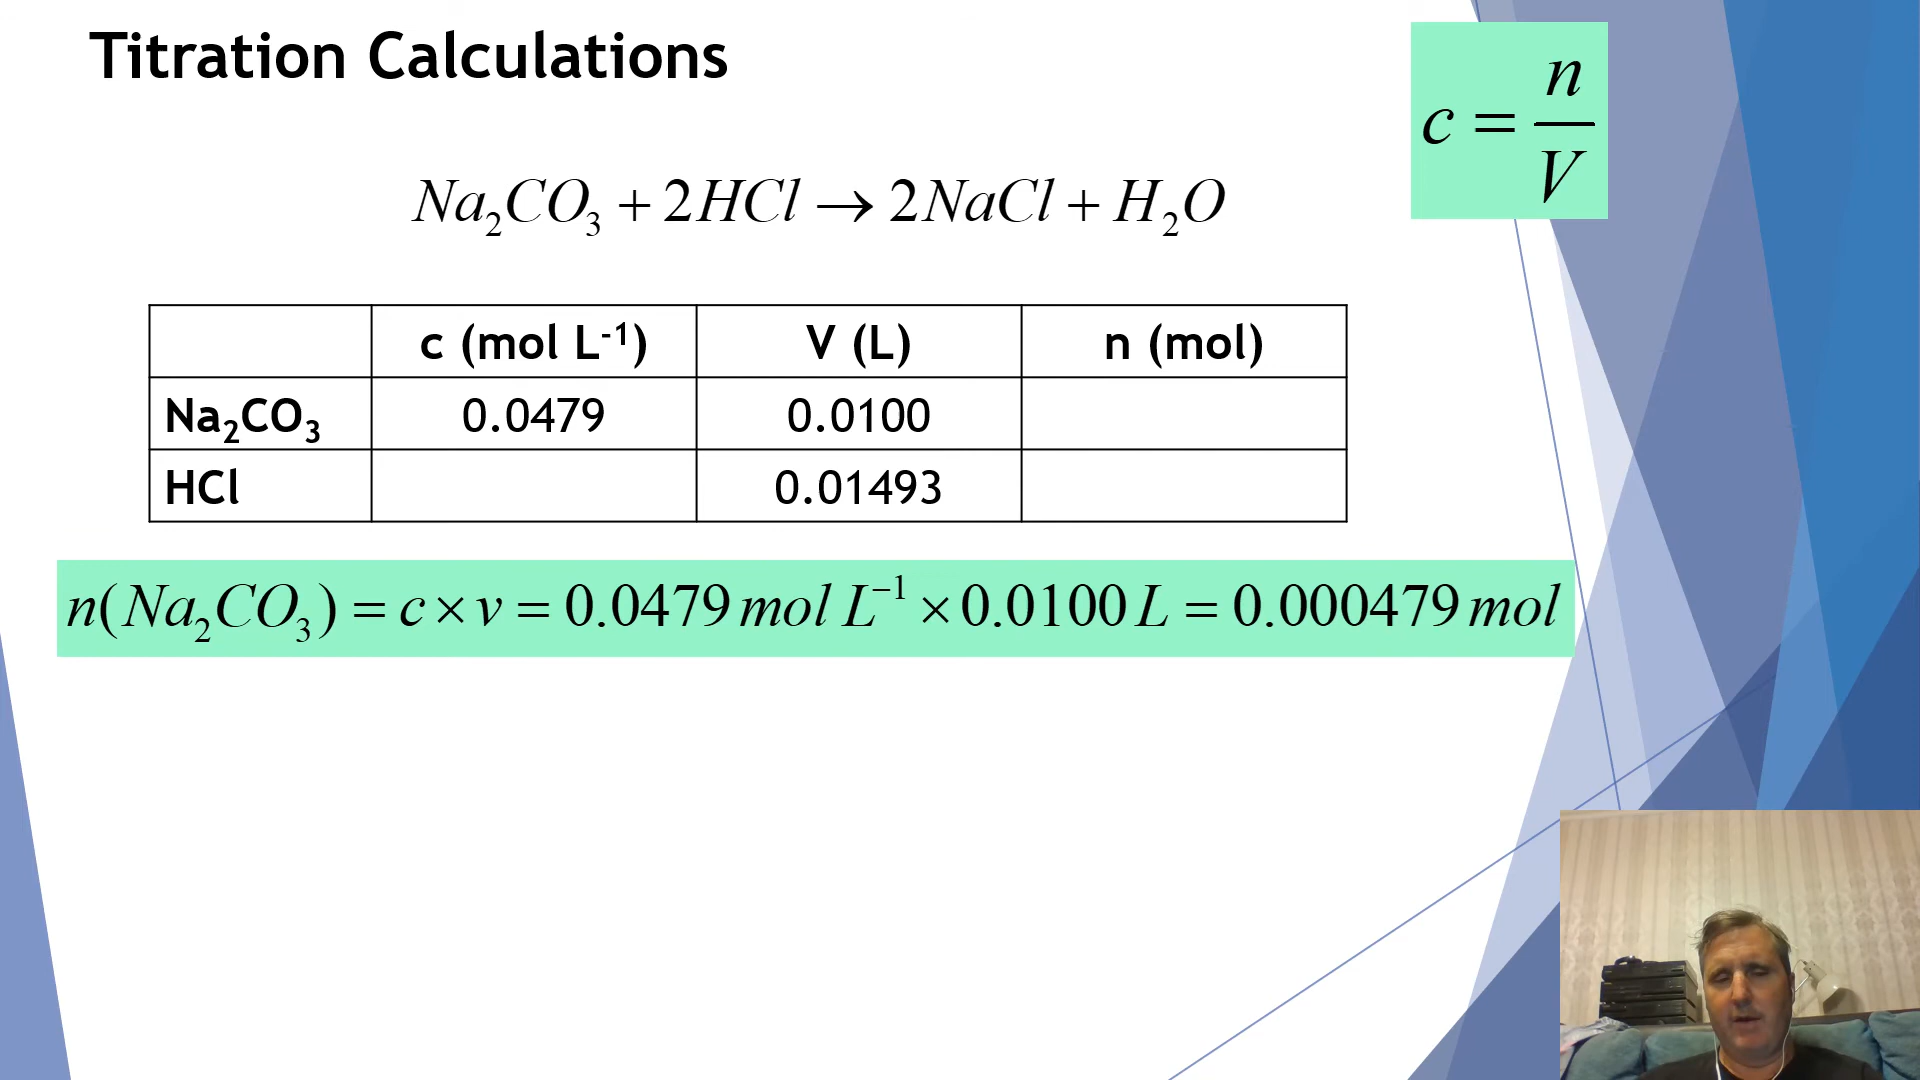 Titration Calculations
c = n / V
Na₂CO₃ + 2HCl → 2NaCl + H₂O
c (mol L⁻¹) V (L) n (mol)
Na₂CO₃ 0.0479 0.0100
HCl 0.01493
n(Na₂CO₃) = c × v = 0.0479 mol L⁻¹ × 0.0100 L = 0.000479 mol